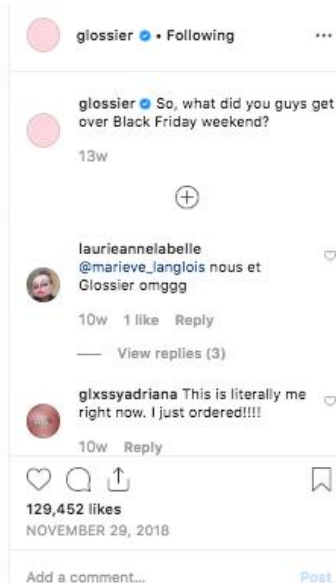 glossier • Following
glossier So, what did you guys get
over Black Friday weekend?
13w
laurieannelabelle
@marieve_langlois nous et
Glossier omggg
10w 1 like Reply
View replies (3)
glxssyadriana This is literally me
right now. I just ordered!!!!
10w Reply
129,452 likes
NOVEMBER 29, 2018
Add a comment... Post